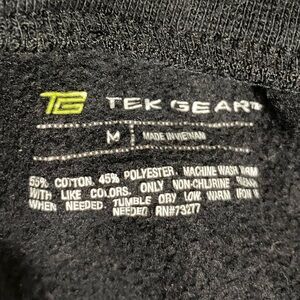 TG TEK GEAR
M MADE IN VIETNAM
55% COTTON, 45% POLYESTER, MACHINE WASH WARM
WITH LIKE COLORS. ONLY NON-CHLORINE
WHEN NEEDED. TUMBLE DRY LOW. WARM IRON
NEEDED. RN#73277